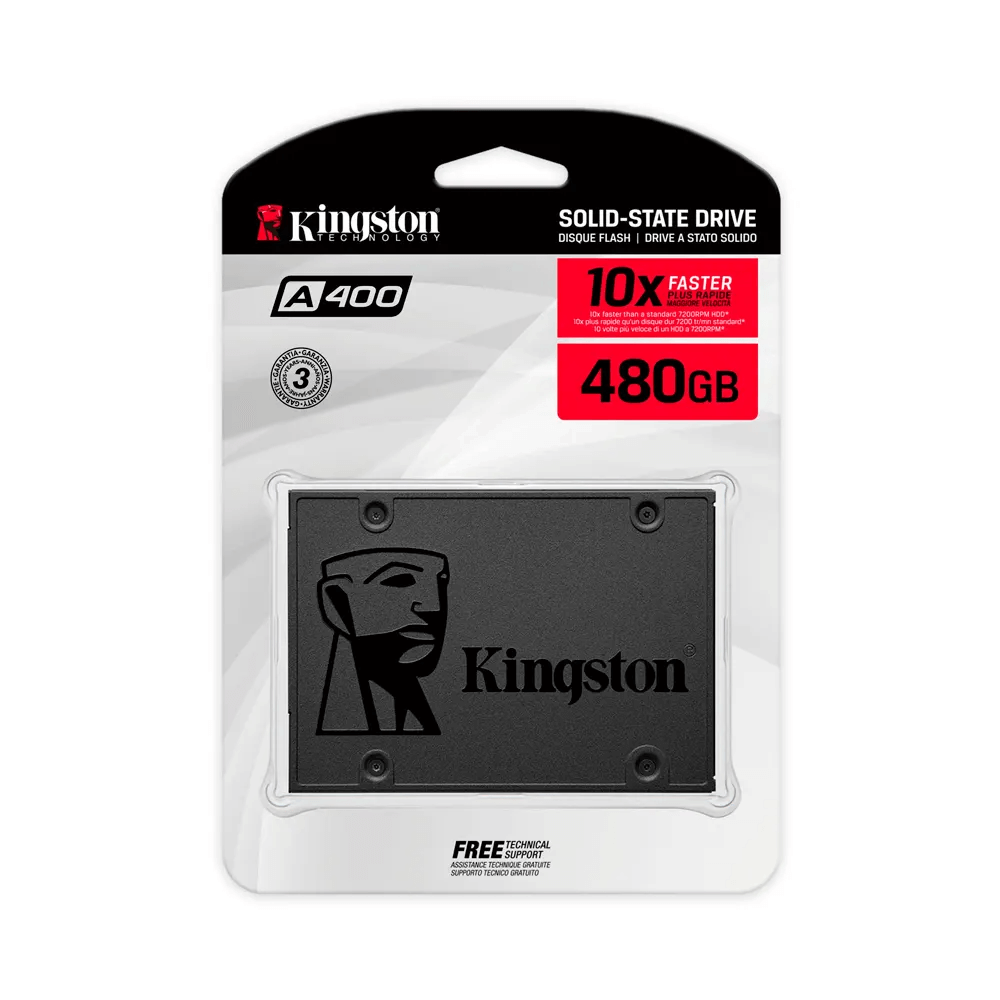 Kingston®
TECHNOLOGY
SOLID-STATE DRIVE
DISQUE FLASH | DRIVE A STATO SOLIDO
A400
10x FASTER
PLUS RAPIDE
MAGGIORE VELOCITÀ
10x faster than a standard 7200RPM HDD*
10x plus rapide qu'un disque dur 7200 tr/mn standard*
10 volte più veloce di un HDD a 7200RPM*
3
480GB
Kingston®
FREE TECHNICAL
SUPPORT
ASSISTANCE TECHNIQUE GRATUITE
SUPPORTO TECNICO GRATUITO